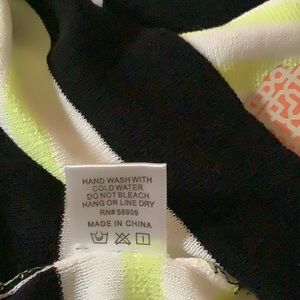 HAND WASH WITH
COLD WATER
DO NOT BLEACH
HANG OR LINE DRY
RN# 58909
MADE IN CHINA